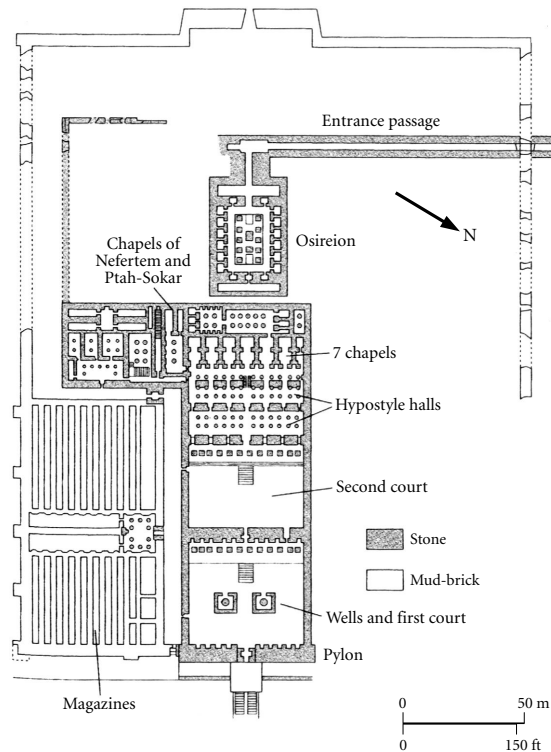 Entrance passage
N
Osireion
Chapels of
Nefertem and
Ptah-Sokar
7 chapels
Hypostyle halls
Second court
Stone
Mud-brick
Wells and first court
Pylon
Magazines
0 50 m
0 150 ft